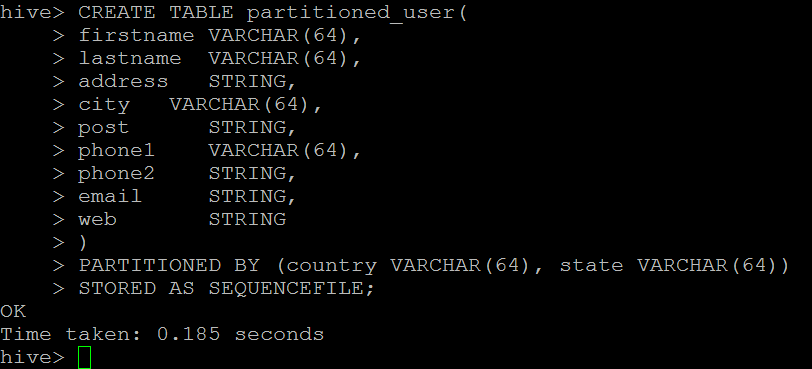 hive> CREATE TABLE partitioned_user(
    > firstname VARCHAR(64),
    > lastname  VARCHAR(64),
    > address   STRING,
    > city   VARCHAR(64),
    > post      STRING,
    > phone1    VARCHAR(64),
    > phone2    STRING,
    > email     STRING,
    > web       STRING
    > )
    > PARTITIONED BY (country VARCHAR(64), state VARCHAR(64))
    > STORED AS SEQUENCEFILE;
OK
Time taken: 0.185 seconds
hive>